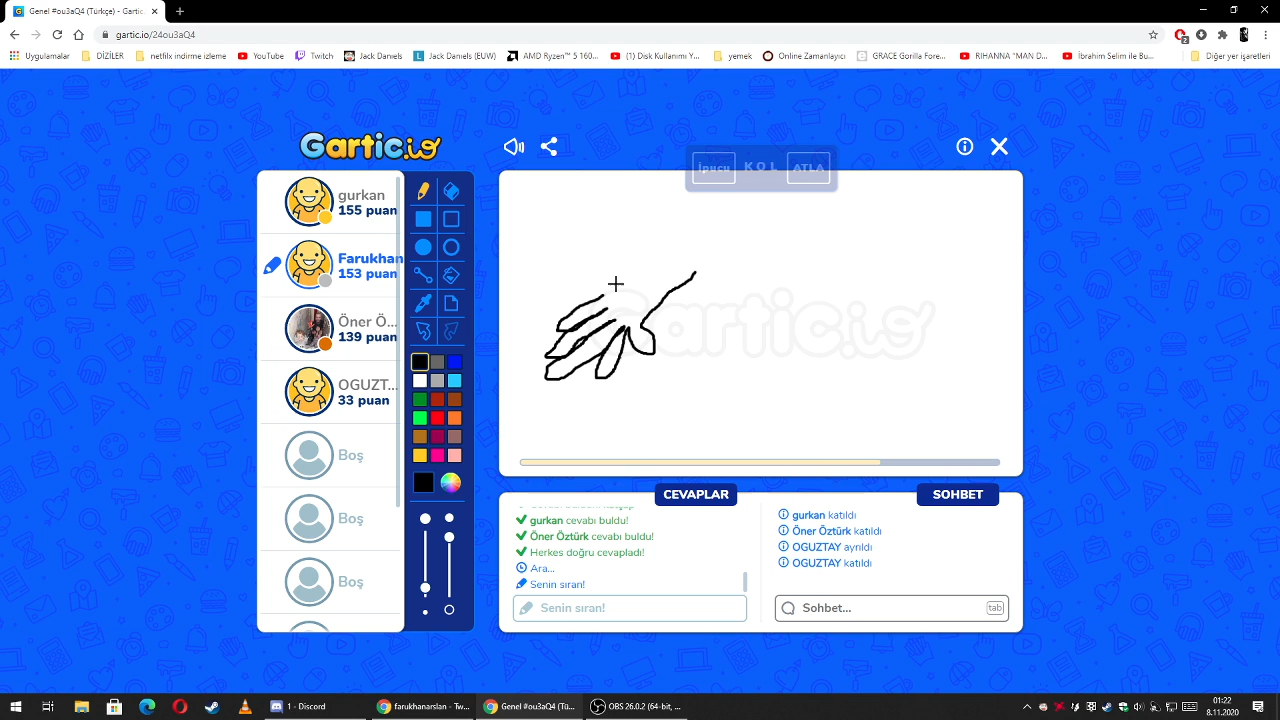 Genel #ou3aQ4 (Türkçe) - Gartic
gartic.io/24ou3aQ4
Uygulamalar
DİZİLER
netflix indirme izleme
YouTube
Twitch
Jack Daniels
Jack Daniels (EUW)
AMD Ryzen™ 5 160...
(1) Disk Kullanımı Y...
yemek
Online Zamanlayıcı
GRACE Gorilla Fore...
RIHANNA "MAN D...
İbrahim Selim ile Bu...
Diğer yer işaretleri
Gartic.io
İpucu
KOL
ATLA
gurkan
155 puan
Farukhan
153 puan
Öner Ö...
139 puan
OGUZT...
33 puan
Boş
Boş
Boş
Gartic.io
CEVAPLAR
gurkan cevabı buldu!
Öner Öztürk cevabı buldu!
Herkes doğru cevapladı!
Ara...
Senin sıran!
Senin sıran!
SOHBET
gurkan katıldı
Öner Öztürk katıldı
OGUZTAY ayrıldı
OGUZTAY katıldı
Sohbet...
tab
1 - Discord
farukhanarslan - Tw...
Genel #ou3aQ4 (Tü...
OBS 26.0.2 (64-bit, ...
01:22
8.11.2020